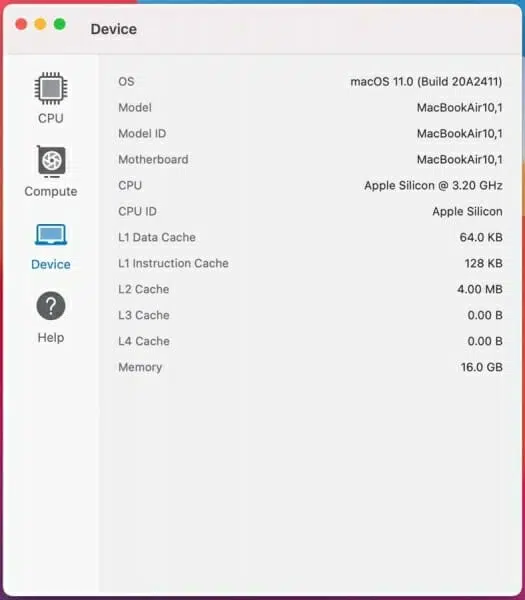 Device
CPU
Compute
Device
Help
OS macOS 11.0 (Build 20A2411)
Model MacBookAir10,1
Model ID MacBookAir10,1
Motherboard MacBookAir10,1
CPU Apple Silicon @ 3.20 GHz
CPU ID Apple Silicon
L1 Data Cache 64.0 KB
L1 Instruction Cache 128 KB
L2 Cache 4.00 MB
L3 Cache 0.00 B
L4 Cache 0.00 B
Memory 16.0 GB